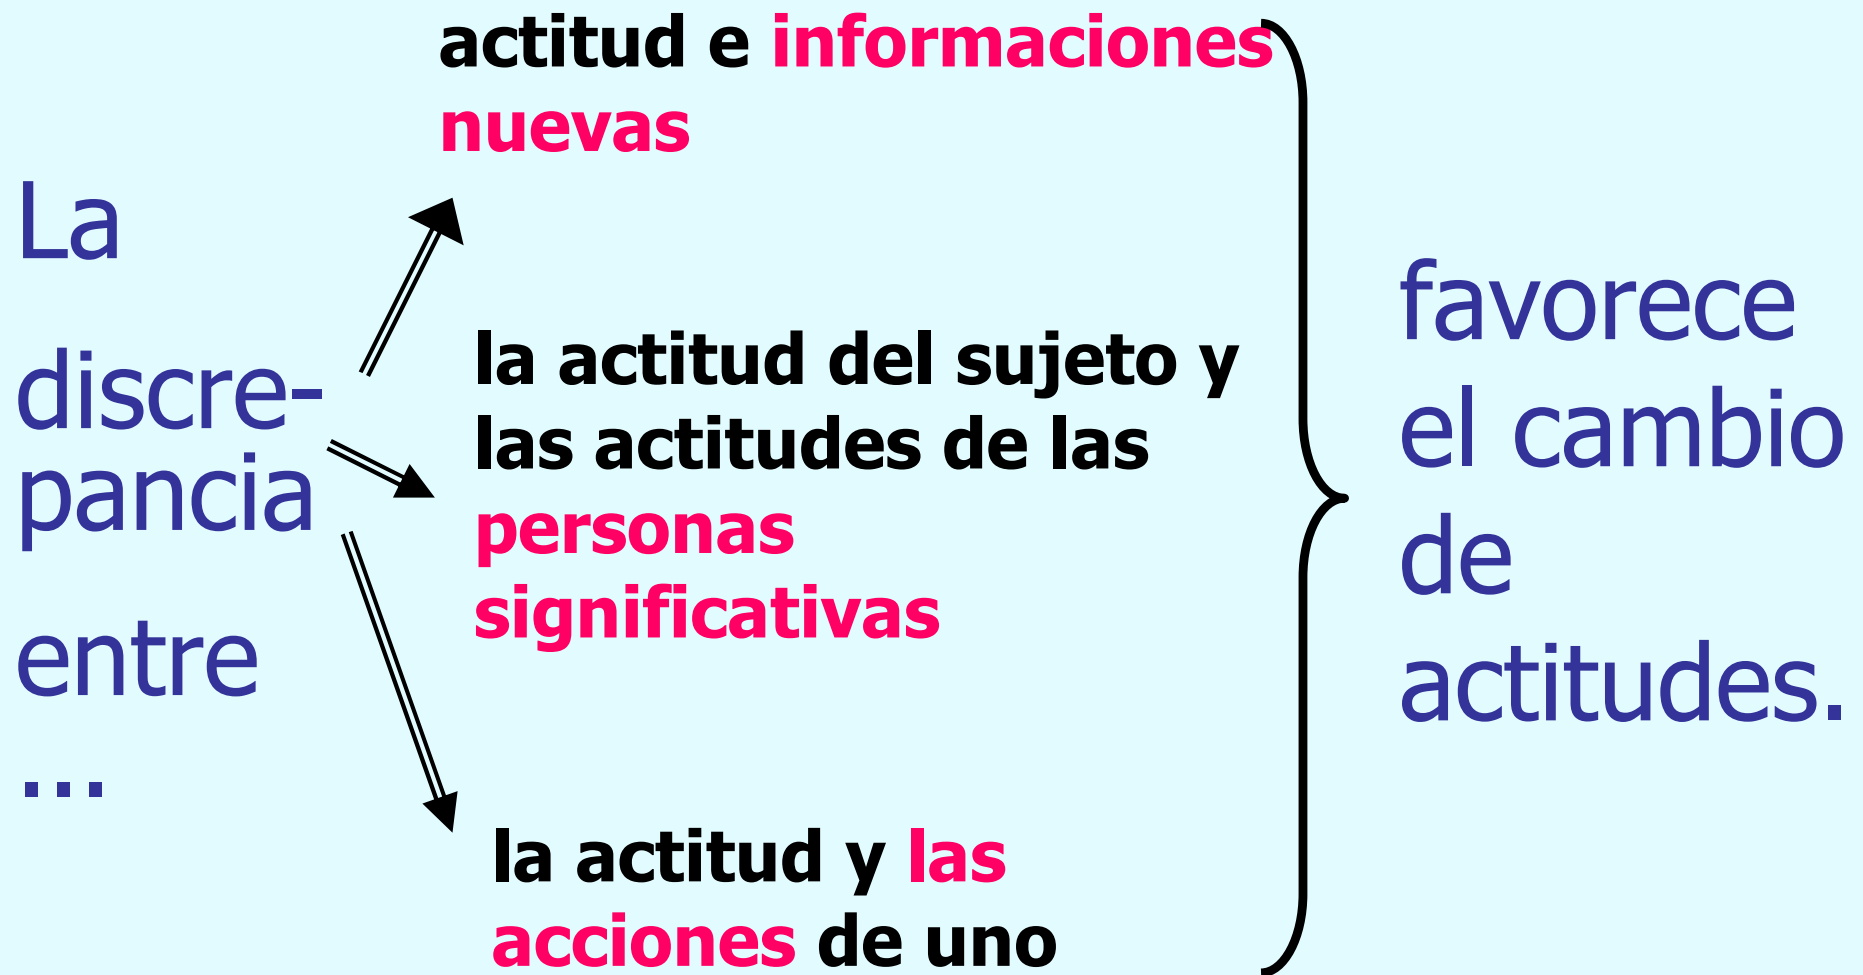 La
discre-
pancia
entre
...
actitud e informaciones
nuevas
la actitud del sujeto y
las actitudes de las
personas
significativas
la actitud y las
acciones de uno
favorece
el cambio
de
actitudes.